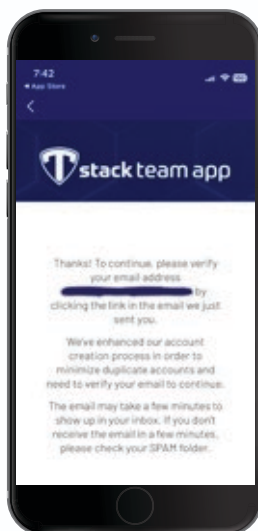 7:42
App Store
stack team app
Thanks! To continue, please verify
your email address
by
clicking the link in the email we just
sent you.
We've enhanced our account
creation process in order to
minimize duplicate accounts and
need to verify your email to continue.
The email may take a few minutes to
show up in your inbox. If you don't
receive the email in a few minutes,
please check your SPAM folder.